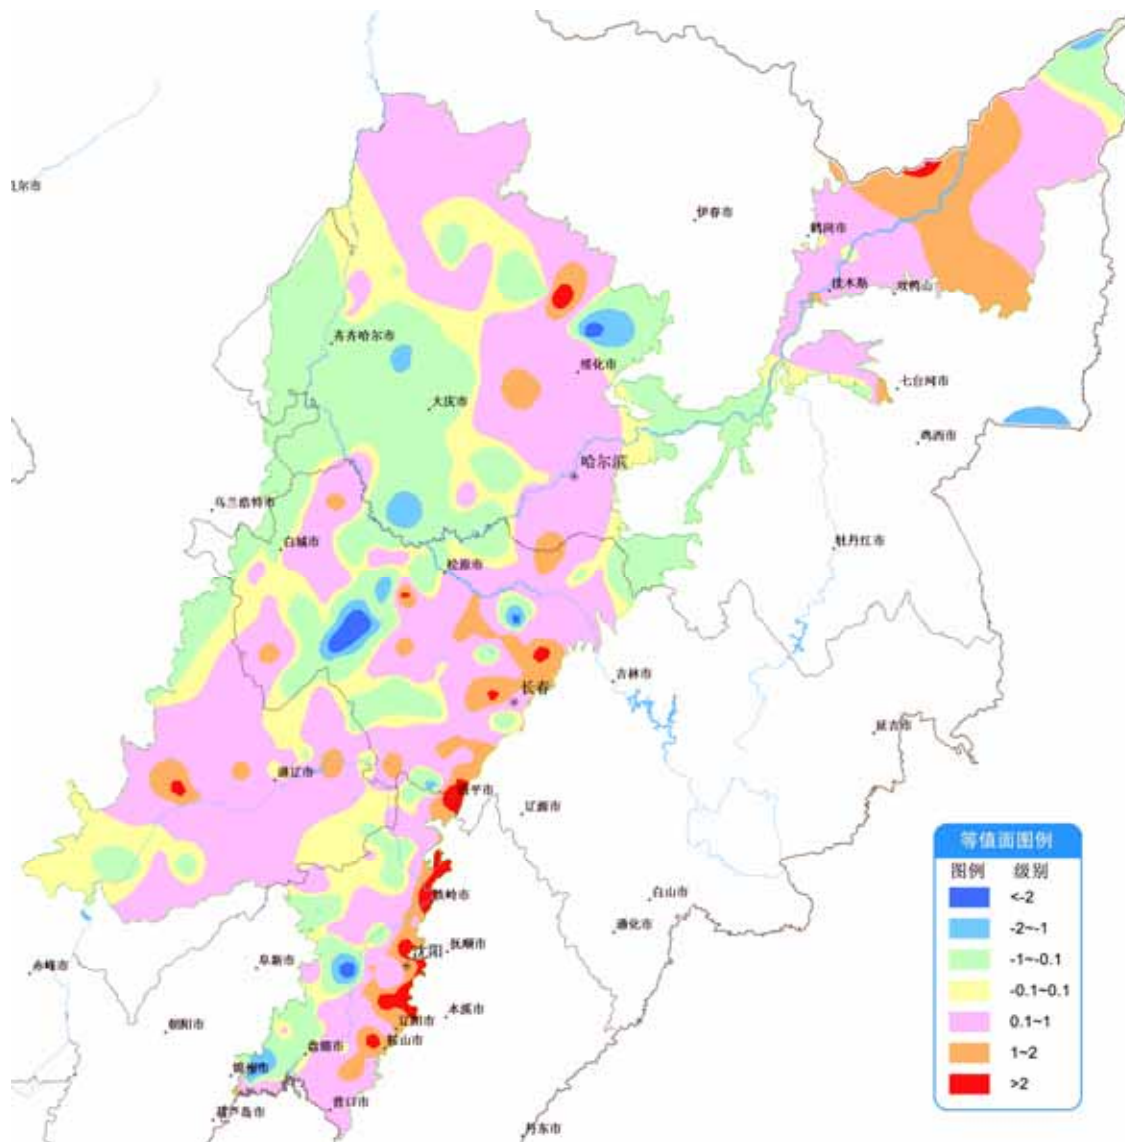 伊春市
鹤岗市
佳木斯
双鸭山
齐齐哈尔市
绥化市
七台河市
大庆市
鸡西市
哈尔滨
乌兰浩特市
白城市
牡丹江市
松原市
吉林市
长春
延吉市
通辽市
四平市
辽源市
等值面图例
图例 级别
<-2
-2~-1
-1~-0.1
-0.1~0.1
0.1~1
1~2
>2
铁岭市
白山市
通化市
抚顺市
沈阳
阜新市
赤峰市
本溪市
辽阳市
朝阳市
鞍山市
盘锦市
锦州市
营口市
葫芦岛市
丹东市